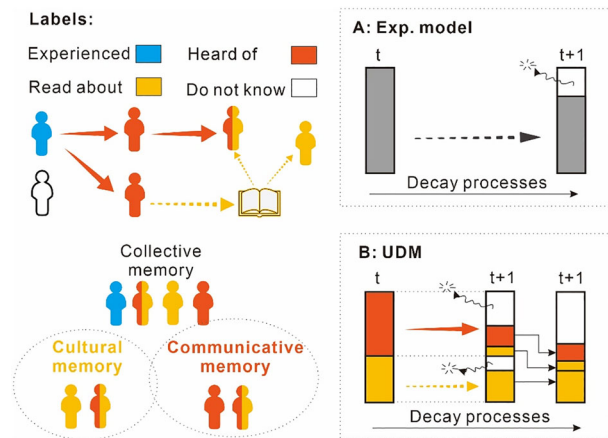 Labels:
Experienced
Heard of
Read about
Do not know
Collective
memory
Cultural
memory
Communicative
memory
A: Exp. model
t
t+1
Decay processes
B: UDM
t
t+1
t+1
Decay processes